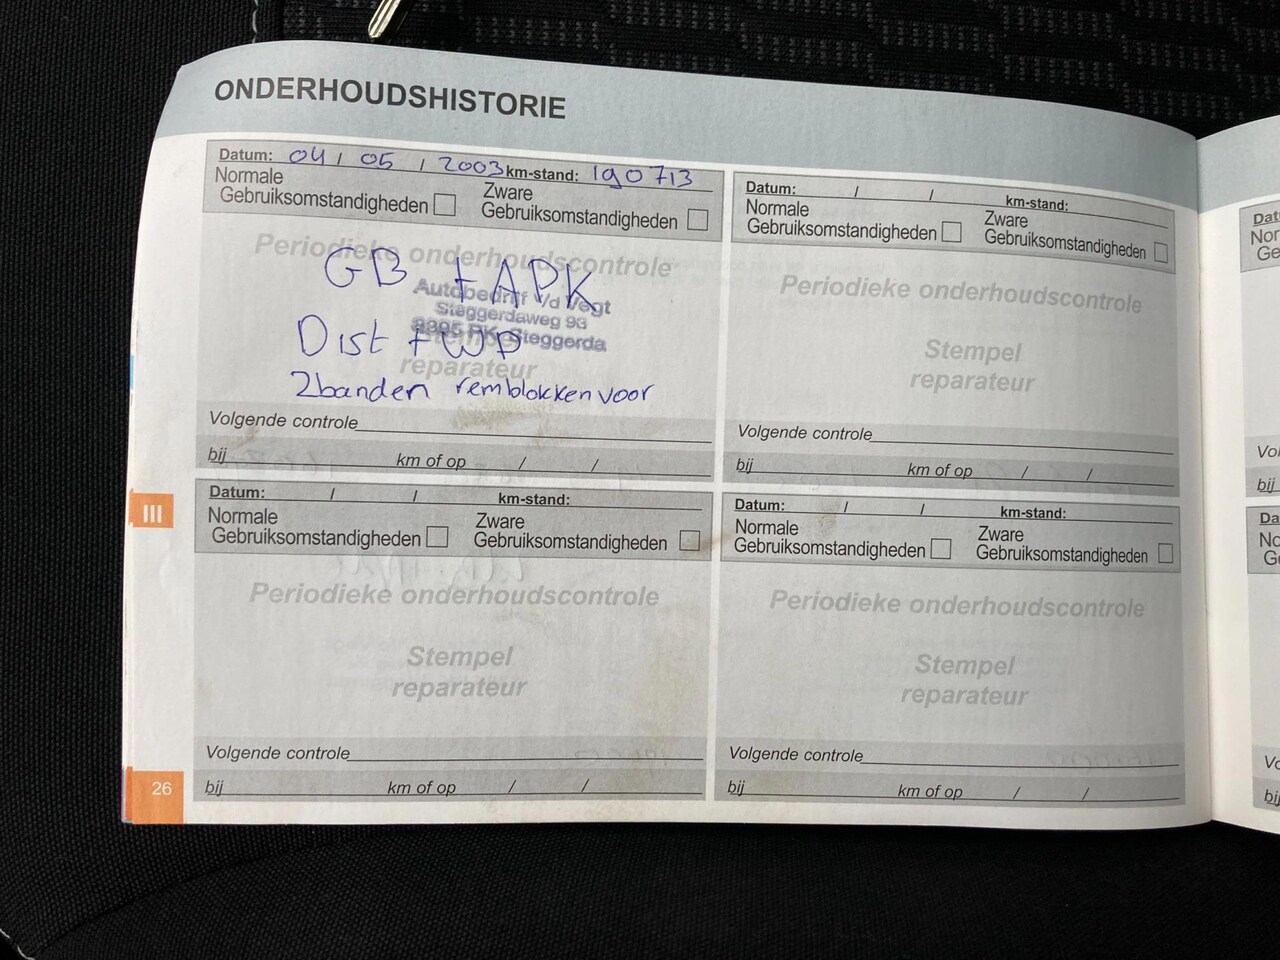 ONDERHOUDSHISTORIE
Datum: 04 / 05 / 2003 km-stand: 190713
Normale Gebruiksomstandigheden
Zware Gebruiksomstandigheden
Periodieke onderhoudscontrole
GB + APK
Autobedrijf v/d Vegt
Steggerdaweg 93
8395 PK Steggerda
Dist + WP
reparateur
2banden remblokken voor
Volgende controle
bij km of op / /
Datum: / / km-stand:
Normale Gebruiksomstandigheden
Zware Gebruiksomstandigheden
Periodieke onderhoudscontrole
Stempel
reparateur
Volgende controle
bij km of op / /
III
Datum: / / km-stand:
Normale Gebruiksomstandigheden
Zware Gebruiksomstandigheden
Periodieke onderhoudscontrole
Stempel
reparateur
Volgende controle
bij km of op / /
Datum: / / km-stand:
Normale Gebruiksomstandigheden
Zware Gebruiksomstandigheden
Periodieke onderhoudscontrole
Stempel
reparateur
Volgende controle
bij km of op / /
26